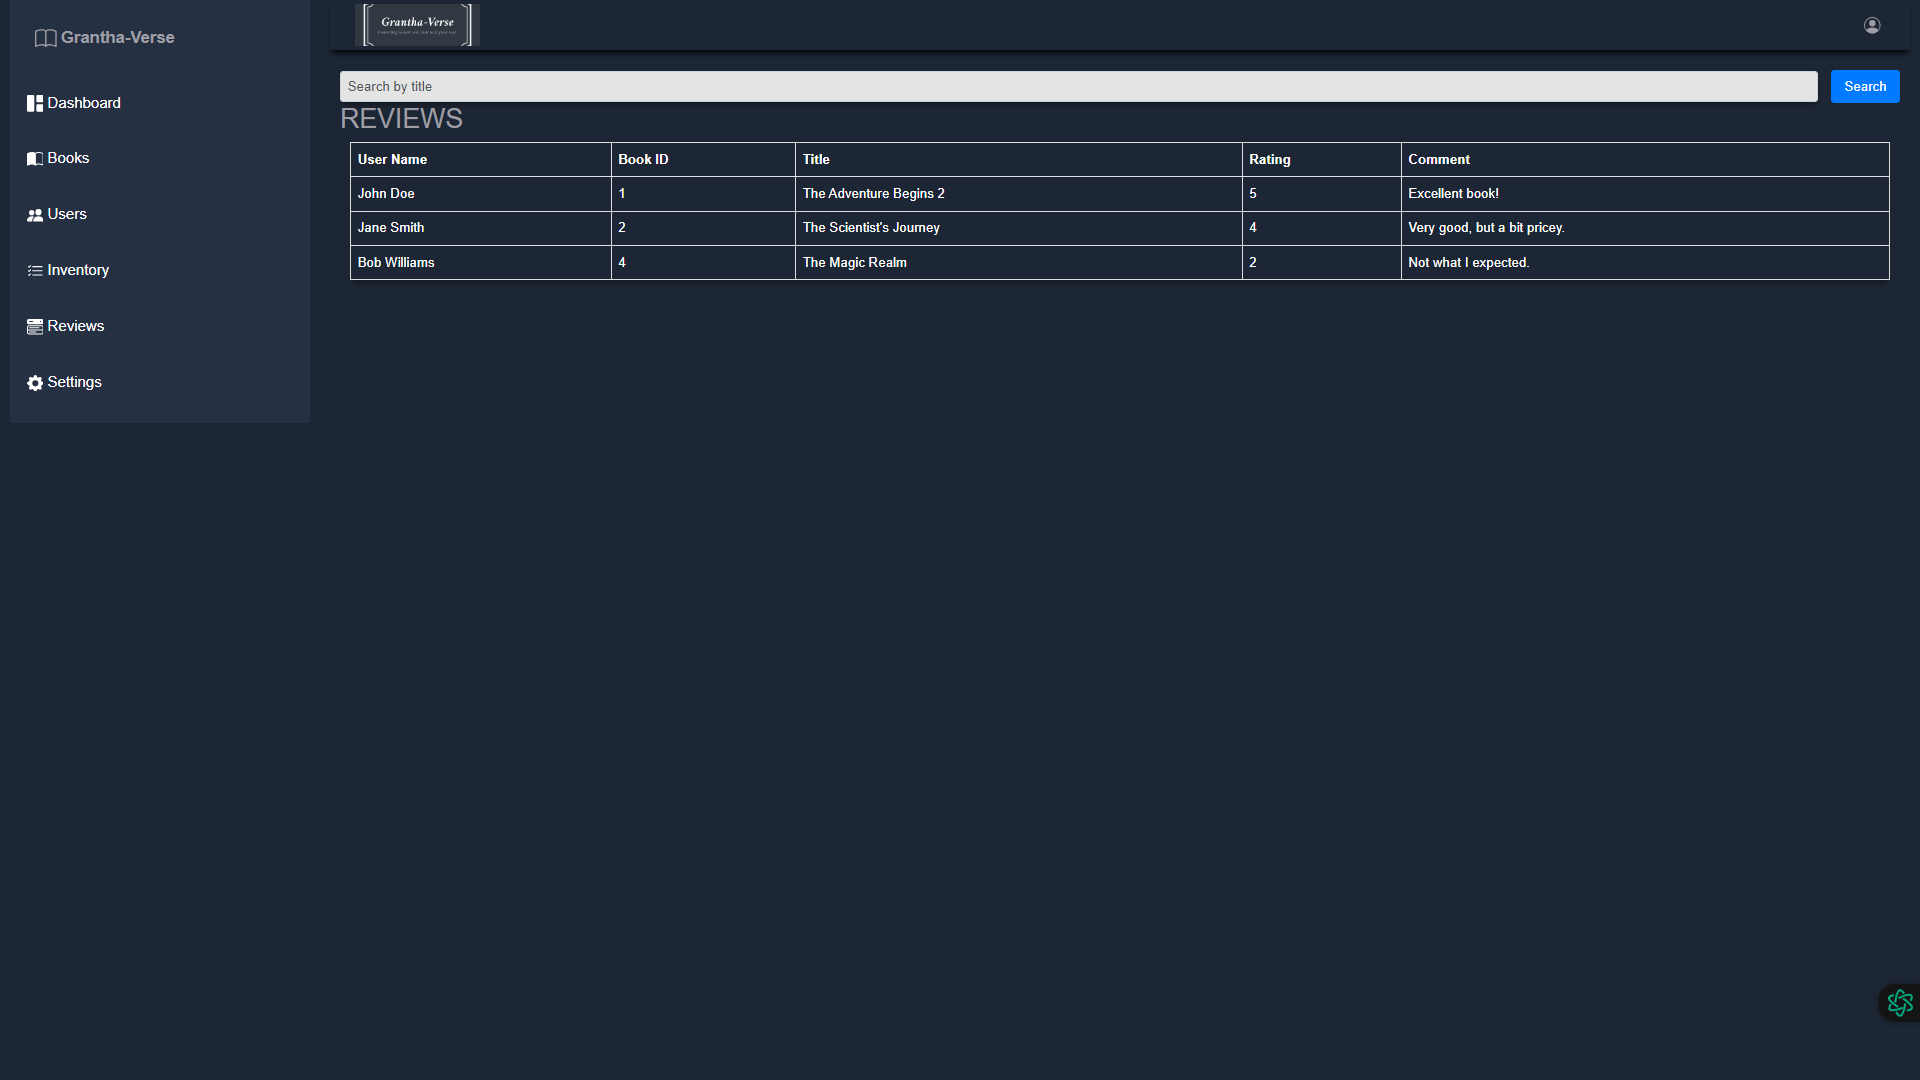 Grantha-Verse
Dashboard
Books
Users
Inventory
Reviews
Settings
Grantha-Verse
Search by title
Search
REVIEWS
User Name Book ID Title Rating Comment
John Doe 1 The Adventure Begins 2 5 Excellent book!
Jane Smith 2 The Scientist's Journey 4 Very good, but a bit pricey.
Bob Williams 4 The Magic Realm 2 Not what I expected.